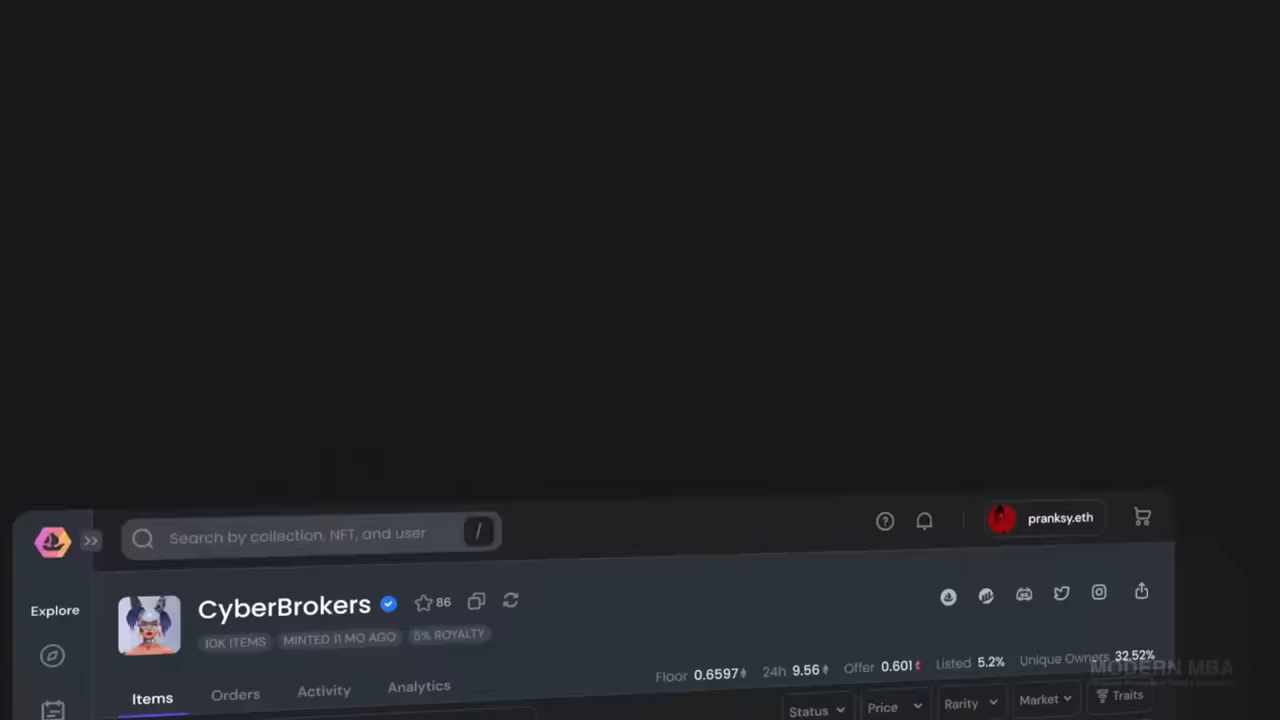 Search by collection, NFT, and user /
pranksy.eth
Explore
CyberBrokers 86
10K ITEMS MINTED 11 MO AGO 5% ROYALTY
Floor 0.6597 24h 9.56 Offer 0.601 Listed 5.2% Unique Owners 32.52%
MODERN MBA
Items Orders Activity Analytics
Status Price Rarity Market Traits